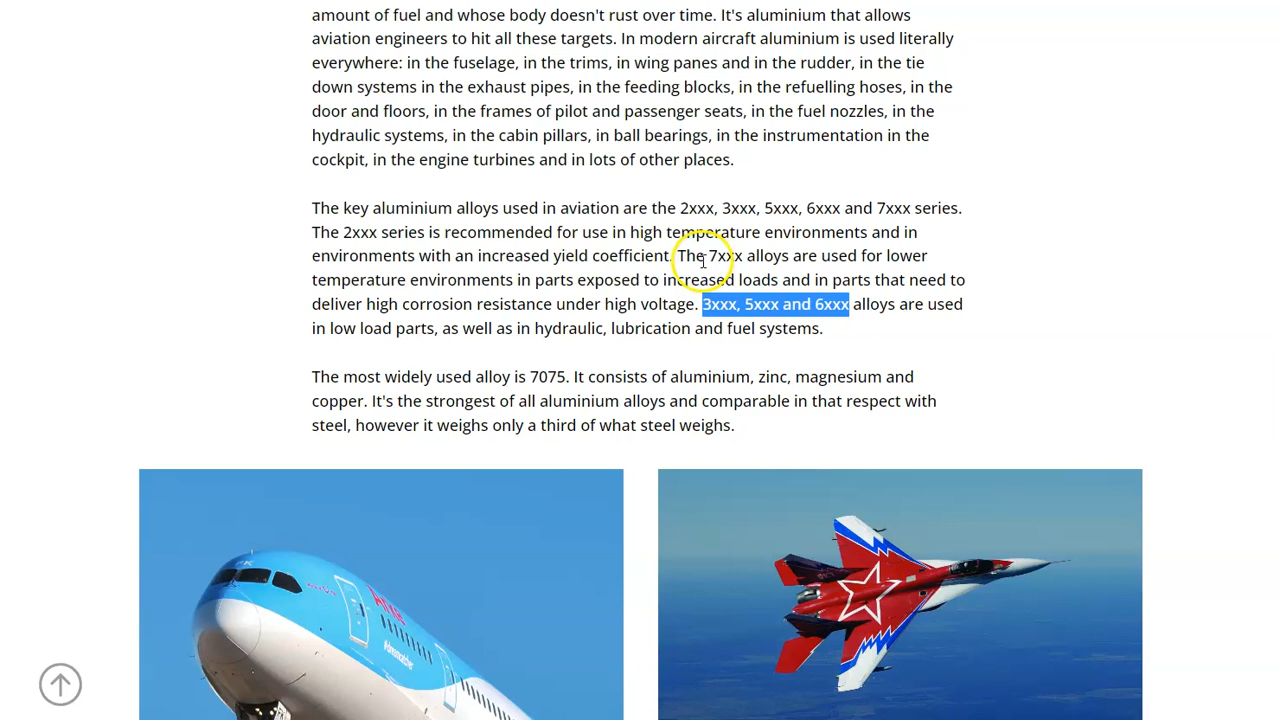 amount of fuel and whose body doesn't rust over time. It's aluminium that allows
aviation engineers to hit all these targets. In modern aircraft aluminium is used literally
everywhere: in the fuselage, in the trims, in wing panes and in the rudder, in the tie
down systems in the exhaust pipes, in the feeding blocks, in the refuelling hoses, in the
door and floors, in the frames of pilot and passenger seats, in the fuel nozzles, in the
hydraulic systems, in the cabin pillars, in ball bearings, in the instrumentation in the
cockpit, in the engine turbines and in lots of other places.
The key aluminium alloys used in aviation are the 2xxx, 3xxx, 5xxx, 6xxx and 7xxx series.
The 2xxx series is recommended for use in high temperature environments and in
environments with an increased yield coefficient. The 7xxx alloys are used for lower
temperature environments in parts exposed to increased loads and in parts that need to
deliver high corrosion resistance under high voltage. 3xxx, 5xxx and 6xxx alloys are used
in low load parts, as well as in hydraulic, lubrication and fuel systems.
The most widely used alloy is 7075. It consists of aluminium, zinc, magnesium and
copper. It's the strongest of all aluminium alloys and comparable in that respect with
steel, however it weighs only a third of what steel weighs.